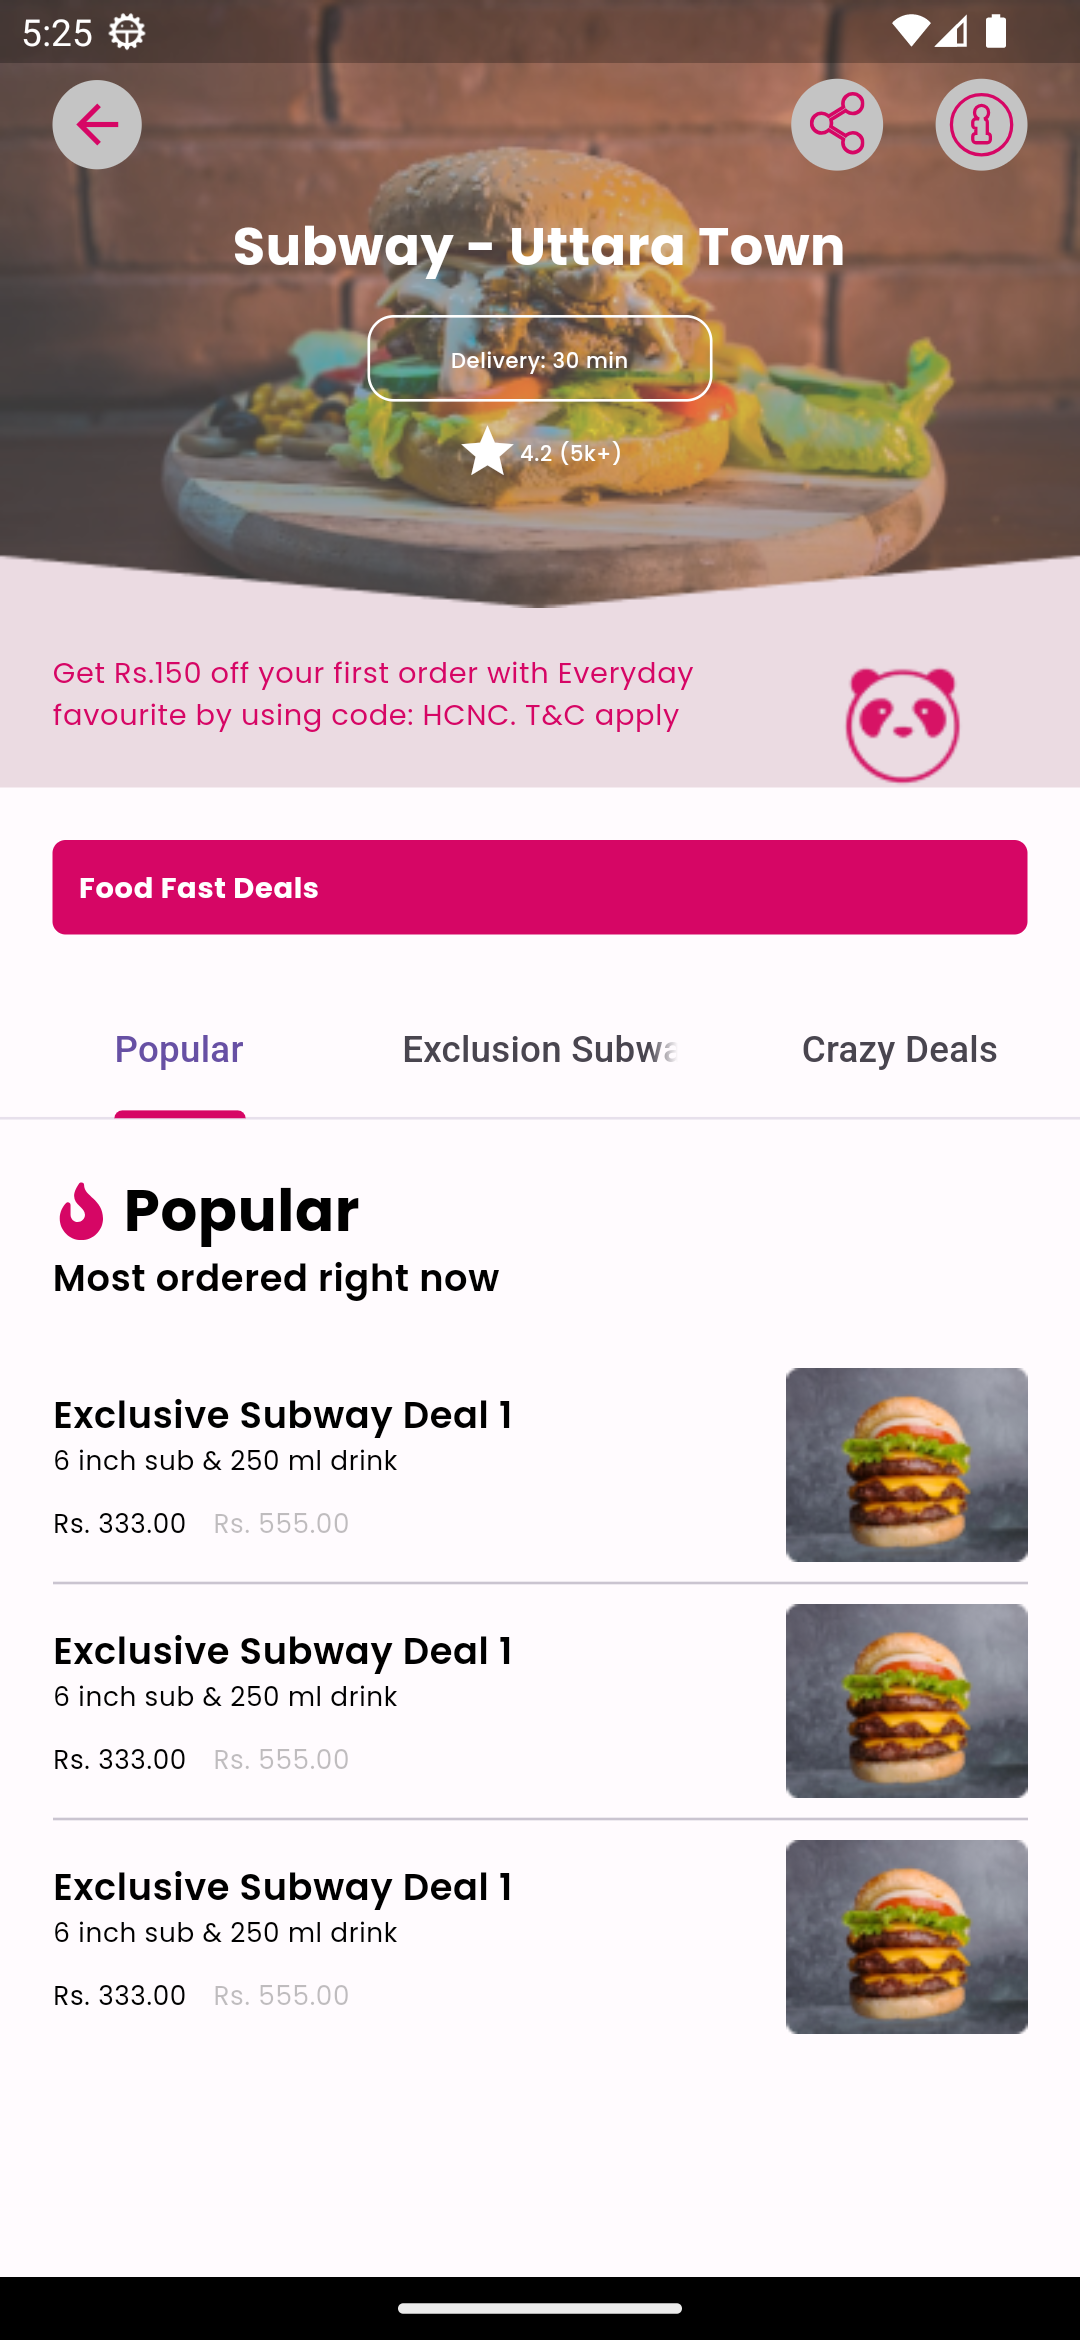 5:25
Subway - Uttara Town
Delivery: 30 min
4.2 (5k+)
Get Rs.150 off your first order with Everyday
favourite by using code: HCNC. T&C apply
Food Fast Deals
Popular
Exclusion Subwa
Crazy Deals
Popular
Most ordered right now
Exclusive Subway Deal 1
6 inch sub & 250 ml drink
Rs. 333.00 Rs. 555.00
Exclusive Subway Deal 1
6 inch sub & 250 ml drink
Rs. 333.00 Rs. 555.00
Exclusive Subway Deal 1
6 inch sub & 250 ml drink
Rs. 333.00 Rs. 555.00